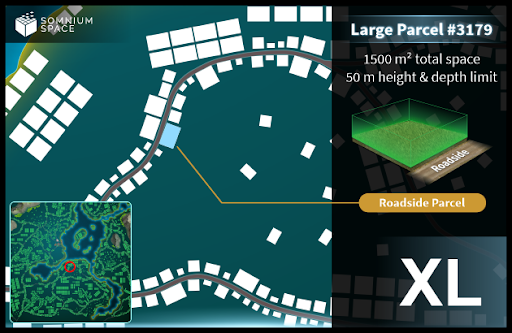 SOMNIUM
SPACE
Large Parcel #3179
1500 m² total space
50 m height & depth limit
Roadside
Roadside Parcel
XL